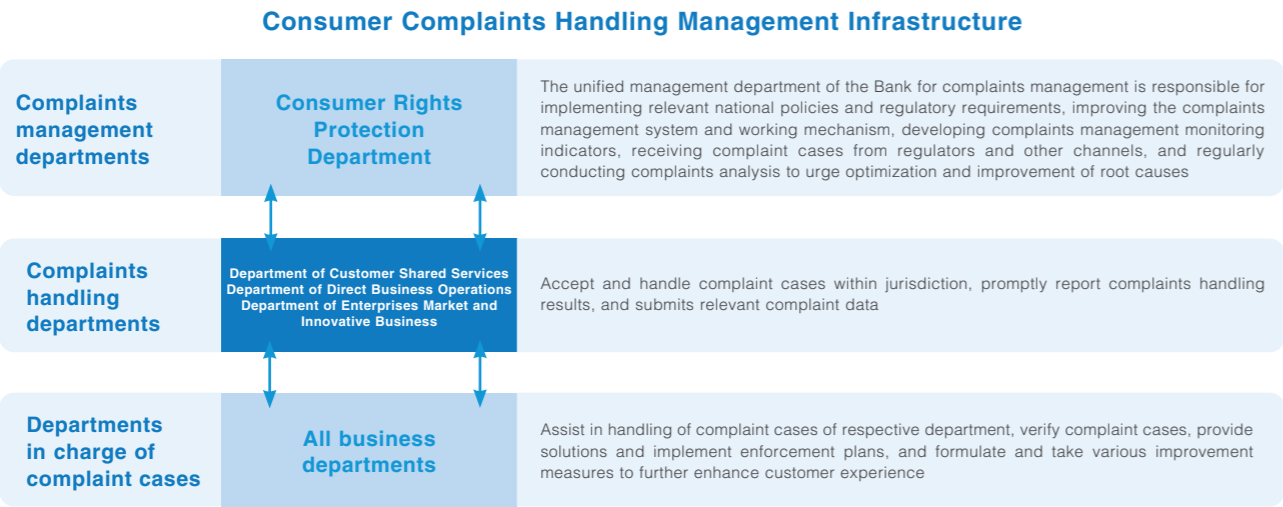 Consumer Complaints Handling Management Infrastructure
Complaints
management
departments
Consumer Rights
Protection
Department
The unified management department of the Bank for complaints management is responsible for
implementing relevant national policies and regulatory requirements, improving the complaints
management system and working mechanism, developing complaints management monitoring
indicators, receiving complaint cases from regulators and other channels, and regularly
conducting complaints analysis to urge optimization and improvement of root causes
Complaints
handling
departments
Department of Customer Shared Services
Department of Direct Business Operations
Department of Enterprises Market and
Innovative Business
Accept and handle complaint cases within jurisdiction, promptly report complaints handling
results, and submits relevant complaint data
Departments
in charge of
complaint cases
All business
departments
Assist in handling of complaint cases of respective department, verify complaint cases, provide
solutions and implement enforcement plans, and formulate and take various improvement
measures to further enhance customer experience